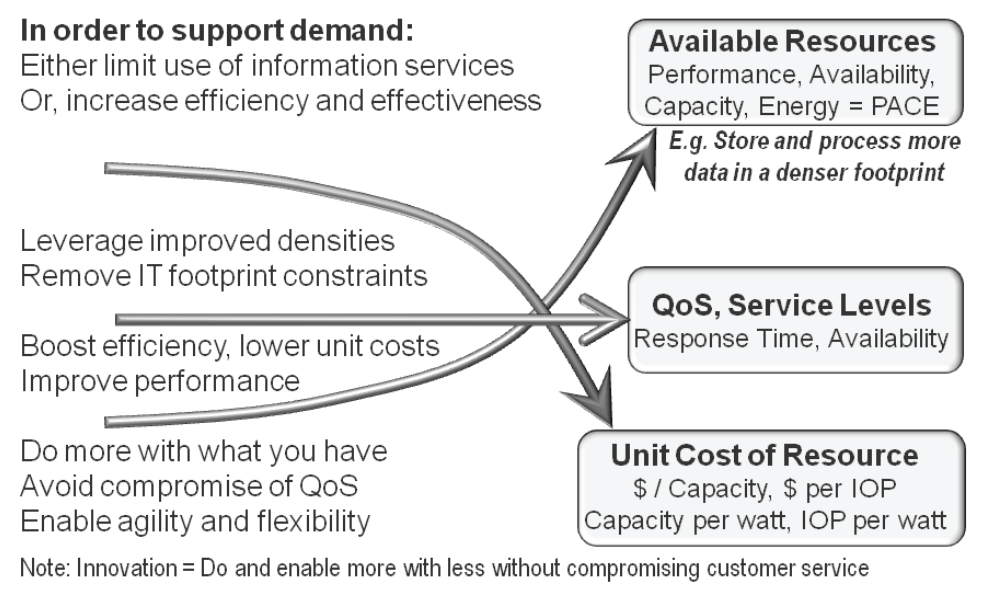 In order to support demand:
Either limit use of information services
Or, increase efficiency and effectiveness
Available Resources
Performance, Availability,
Capacity, Energy = PACE
E.g. Store and process more
data in a denser footprint
Leverage improved densities
Remove IT footprint constraints
QoS, Service Levels
Response Time, Availability
Boost efficiency, lower unit costs
Improve performance
Do more with what you have
Avoid compromise of QoS
Enable agility and flexibility
Unit Cost of Resource
$ / Capacity, $ per IOP
Capacity per watt, IOP per watt
Note: Innovation = Do and enable more with less without compromising customer service